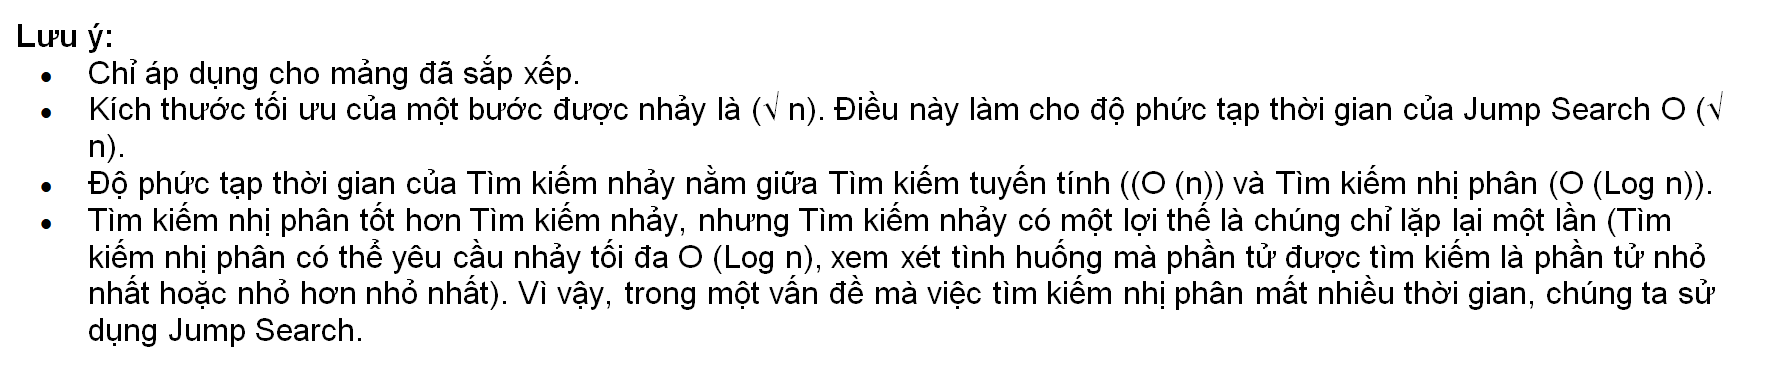 Lưu ý:
• Chỉ áp dụng cho mảng đã sắp xếp.
• Kích thước tối ưu của một bước được nhảy là (√ n). Điều này làm cho độ phức tạp thời gian của Jump Search O (√
n).
• Độ phức tạp thời gian của Tìm kiếm nhảy nằm giữa Tìm kiếm tuyến tính ((O (n)) và Tìm kiếm nhị phân (O (Log n)).
• Tìm kiếm nhị phân tốt hơn Tìm kiếm nhảy, nhưng Tìm kiếm nhảy có một lợi thế là chúng chỉ lặp lại một lần (Tìm
kiếm nhị phân có thể yêu cầu nhảy tối đa O (Log n), xem xét tình huống mà phần tử được tìm kiếm là phần tử nhỏ
nhất hoặc nhỏ hơn nhỏ nhất). Vì vậy, trong một vấn đề mà việc tìm kiếm nhị phân mất nhiều thời gian, chúng ta sử
dụng Jump Search.